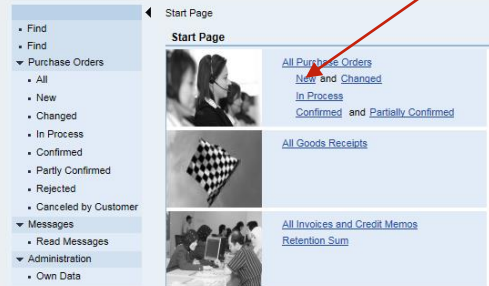 Find
Find
Purchase Orders
All
New
Changed
In Process
Confirmed
Partly Confirmed
Rejected
Canceled by Customer
Messages
Read Messages
Administration
Own Data
Start Page
Start Page
All Purchase Orders
New and Changed
In Process
Confirmed and Partially Confirmed
All Goods Receipts
All Invoices and Credit Memos
Retention Sum